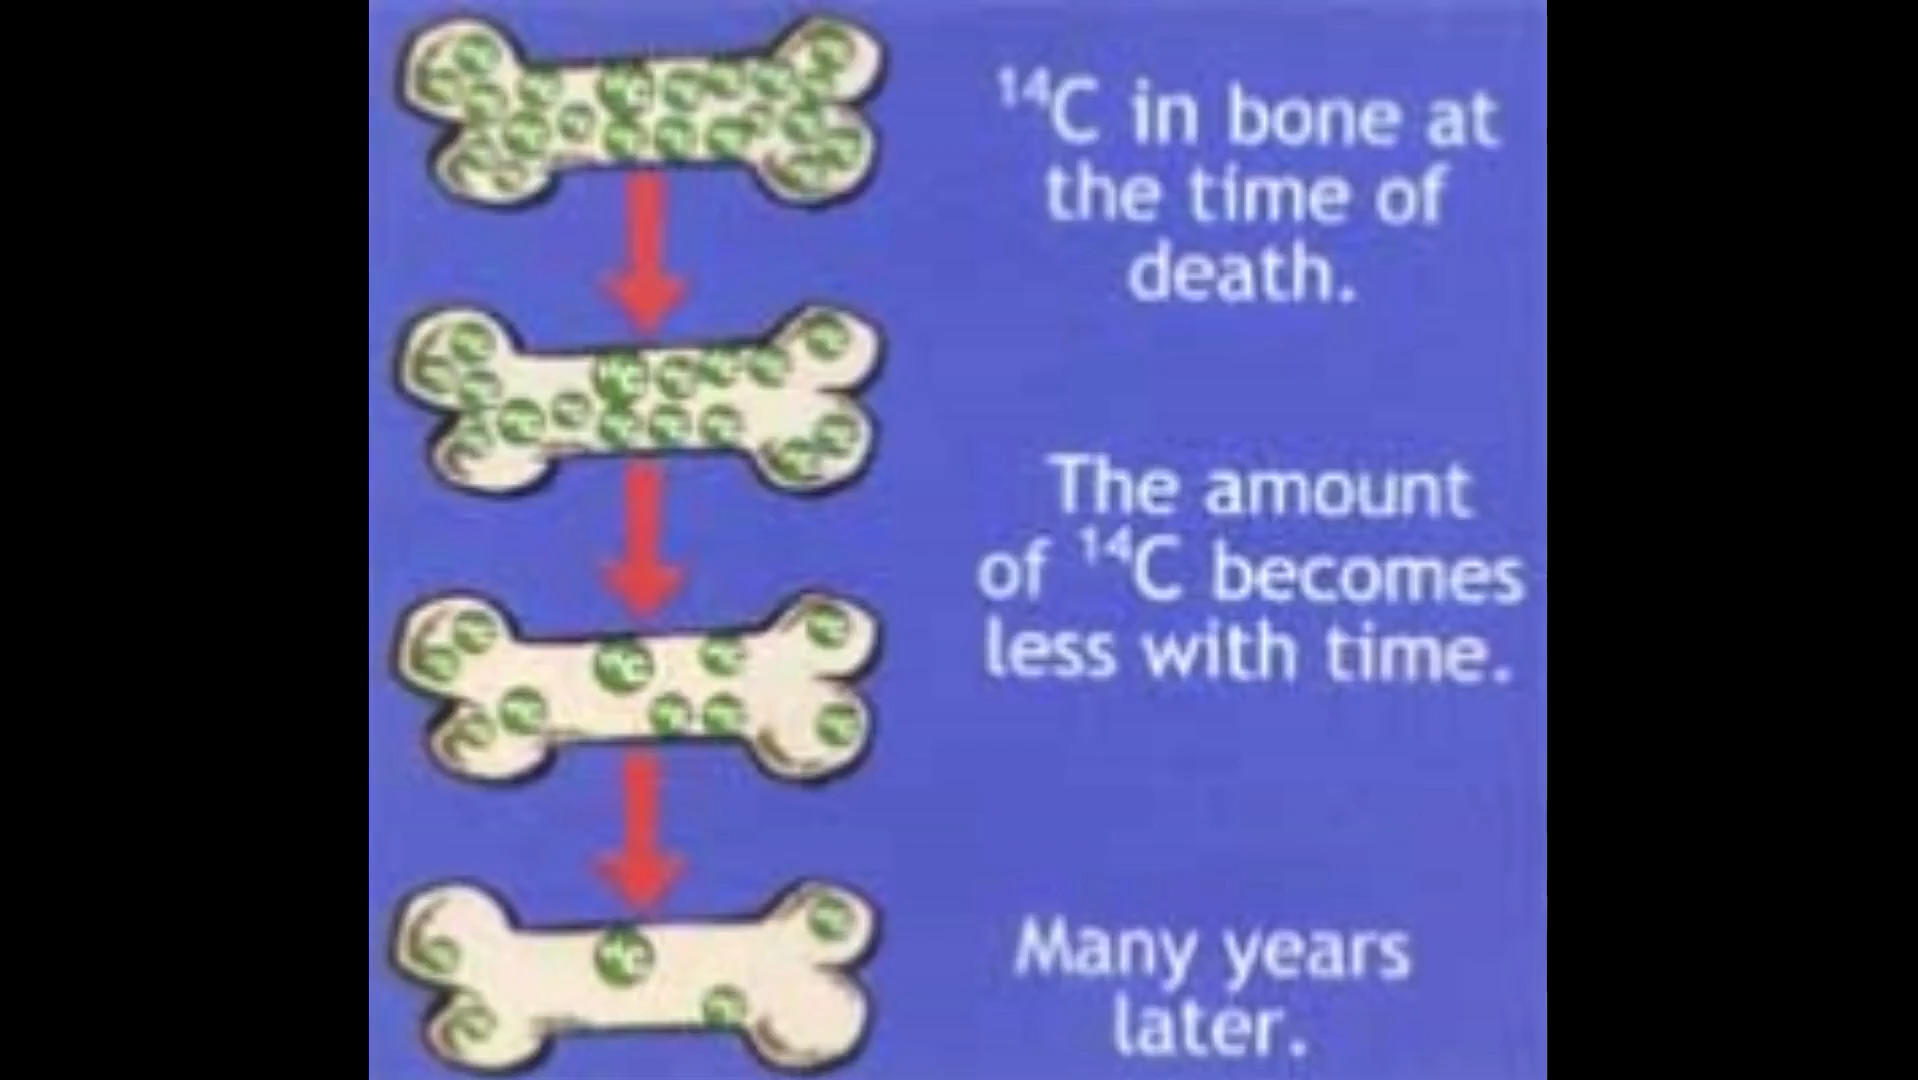 ¹⁴C in bone at
the time of
death.
The amount
of ¹⁴C becomes
less with time.
Many years
later.